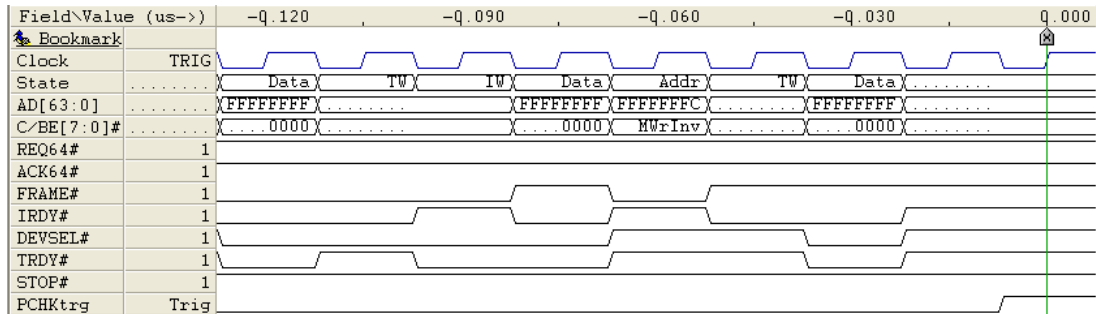 Field\Value (us->) -0.120 -0.090 -0.060 -0.030 0.000
Bookmark
Clock TRIG
State ........ Data TW IW Data Addr TW Data ........
AD[63:0] ........ FFFFFFFF ........ FFFFFFFF FFFFFFFC ........ FFFFFFFF ........
C/BE[7:0]# ........ ....0000 ........ ....0000 MWrInv ........ ....0000 ........
REQ64# 1
ACK64# 1
FRAME# 1
IRDY# 1
DEVSEL# 1
TRDY# 1
STOP# 1
PCHKtrg Trig